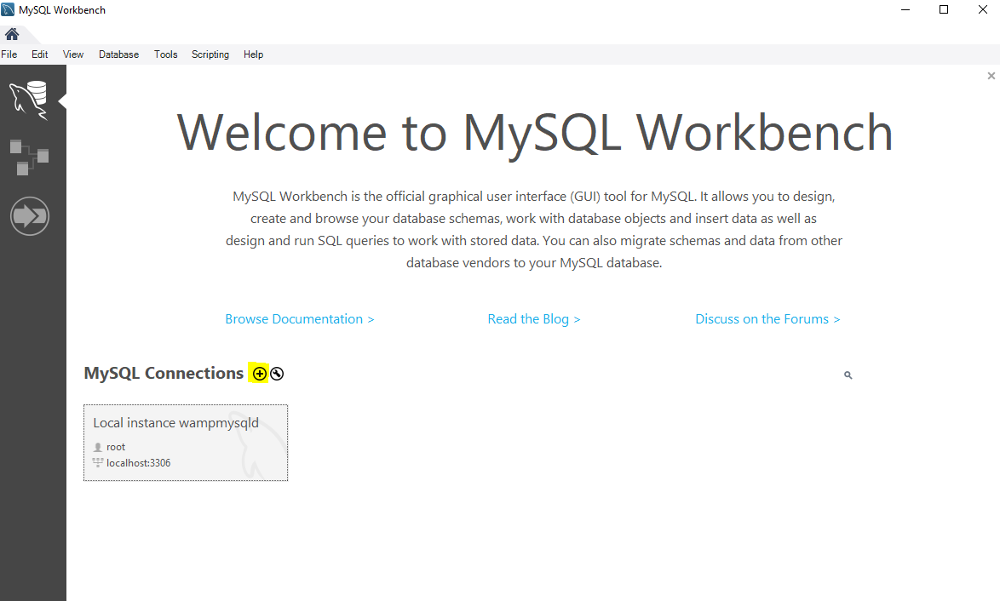 MySQL Workbench
File Edit View Database Tools Scripting Help
Welcome to MySQL Workbench
MySQL Workbench is the official graphical user interface (GUI) tool for MySQL. It allows you to design,
create and browse your database schemas, work with database objects and insert data as well as
design and run SQL queries to work with stored data. You can also migrate schemas and data from other
database vendors to your MySQL database.
Browse Documentation > Read the Blog > Discuss on the Forums >
MySQL Connections
Local instance wampmysqld
root
localhost:3306